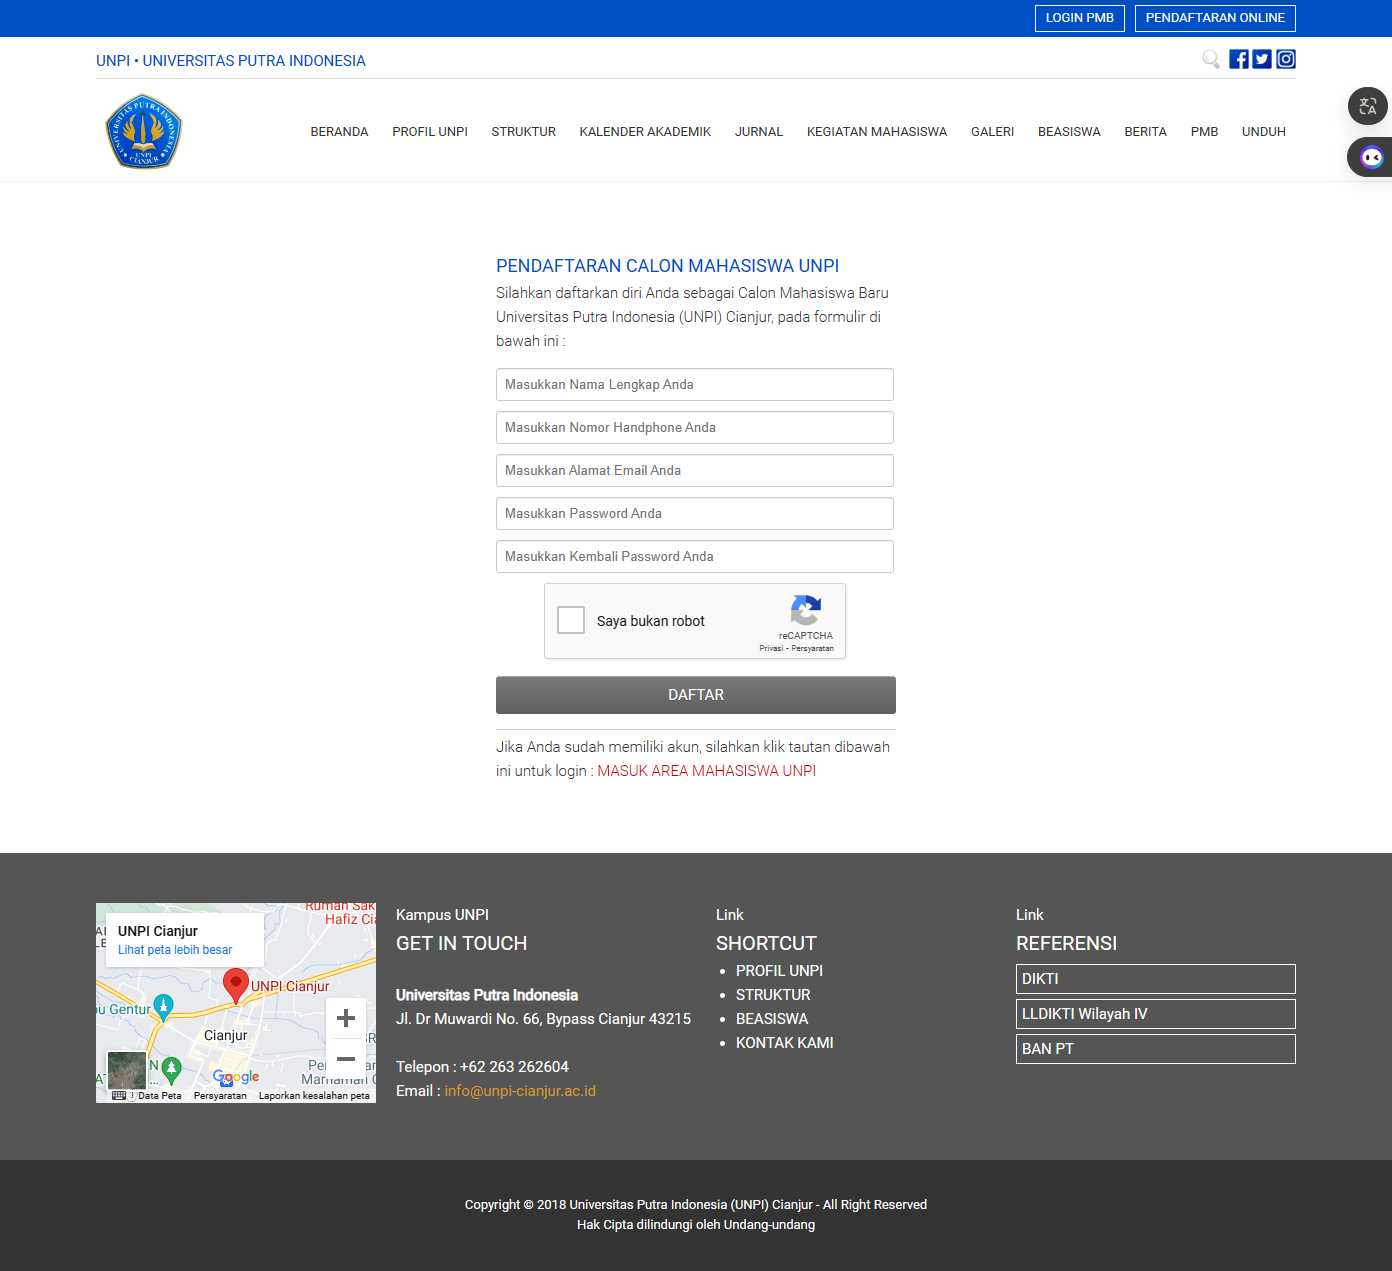 LOGIN PMB
PENDAFTARAN ONLINE
UNPI • UNIVERSITAS PUTRA INDONESIA
UNIVERSITAS PUTRA INDONESIA
UNPI
CIANJUR
BERANDA
PROFIL UNPI
STRUKTUR
KALENDER AKADEMIK
JURNAL
KEGIATAN MAHASISWA
GALERI
BEASISWA
BERITA
PMB
UNDUH
PENDAFTARAN CALON MAHASISWA UNPI
Silahkan daftarkan diri Anda sebagai Calon Mahasiswa Baru
Universitas Putra Indonesia (UNPI) Cianjur, pada formulir di
bawah ini :
Masukkan Nama Lengkap Anda
Masukkan Nomor Handphone Anda
Masukkan Alamat Email Anda
Masukkan Password Anda
Masukkan Kembali Password Anda
Saya bukan robot
reCAPTCHA
Privasi - Persyaratan
DAFTAR
Jika Anda sudah memiliki akun, silahkan klik tautan dibawah
ini untuk login : MASUK AREA MAHASISWA UNPI
Rumah Sak
Hafiz Ci
UNPI Cianjur
Lihat peta lebih besar
UNPI Cianjur
Gentur
Cianjur
Google
Data Peta
Persyaratan
Laporkan kesalahan peta
Kampus UNPI
GET IN TOUCH
Universitas Putra Indonesia
Jl. Dr Muwardi No. 66, Bypass Cianjur 43215
Telepon : +62 263 262604
Email : info@unpi-cianjur.ac.id
Link
SHORTCUT
• PROFIL UNPI
• STRUKTUR
• BEASISWA
• KONTAK KAMI
Link
REFERENSI
DIKTI
LLDIKTI Wilayah IV
BAN PT
Copyright © 2018 Universitas Putra Indonesia (UNPI) Cianjur - All Right Reserved
Hak Cipta dilindungi oleh Undang-undang